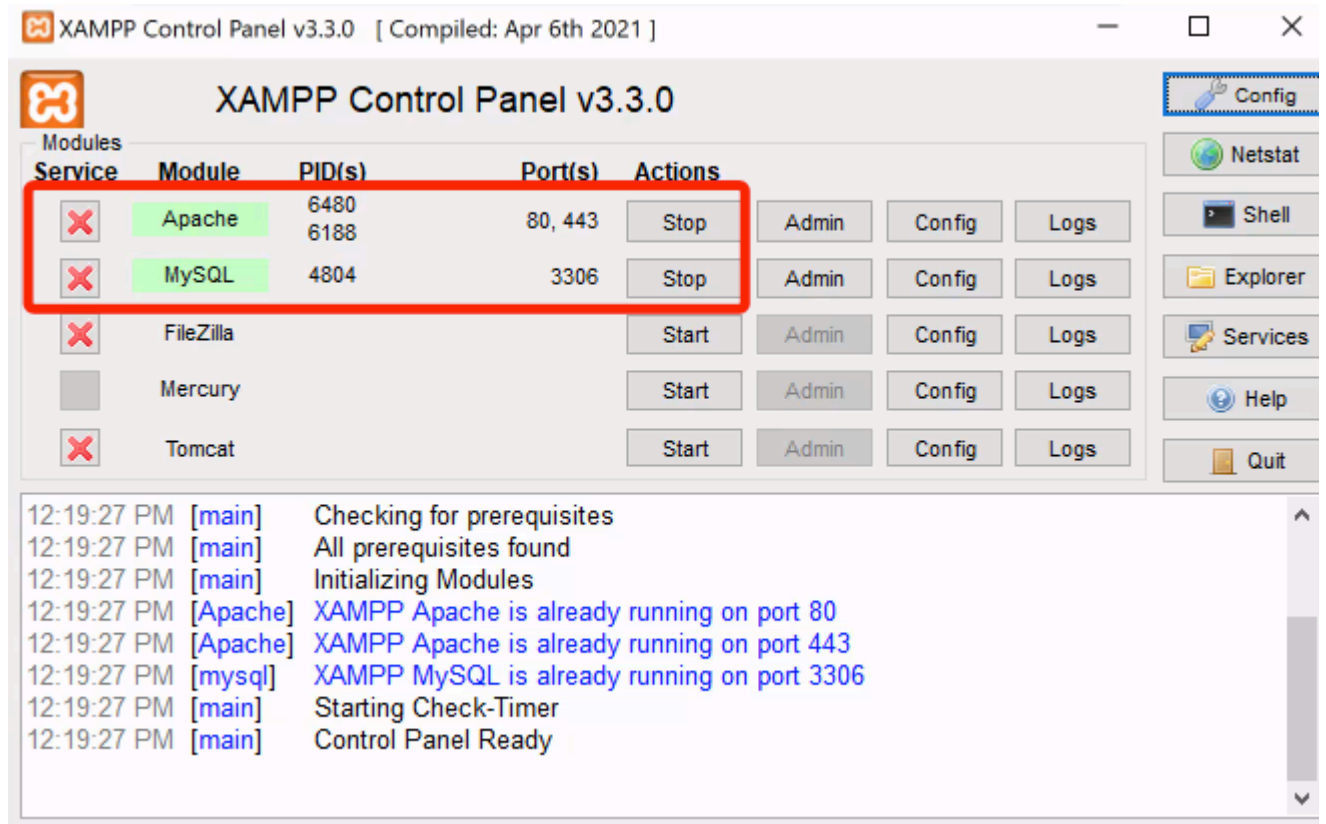 XAMPP Control Panel v3.3.0 [ Compiled: Apr 6th 2021 ]
XAMPP Control Panel v3.3.0
Config
Modules
Service Module PID(s) Port(s) Actions
Netstat
Apache 6480 6188 80, 443 Stop Admin Config Logs
Shell
MySQL 4804 3306 Stop Admin Config Logs
Explorer
FileZilla Start Admin Config Logs
Services
Mercury Start Admin Config Logs
Help
Tomcat Start Admin Config Logs
Quit
12:19:27 PM [main] Checking for prerequisites
12:19:27 PM [main] All prerequisites found
12:19:27 PM [main] Initializing Modules
12:19:27 PM [Apache] XAMPP Apache is already running on port 80
12:19:27 PM [Apache] XAMPP Apache is already running on port 443
12:19:27 PM [mysql] XAMPP MySQL is already running on port 3306
12:19:27 PM [main] Starting Check-Timer
12:19:27 PM [main] Control Panel Ready